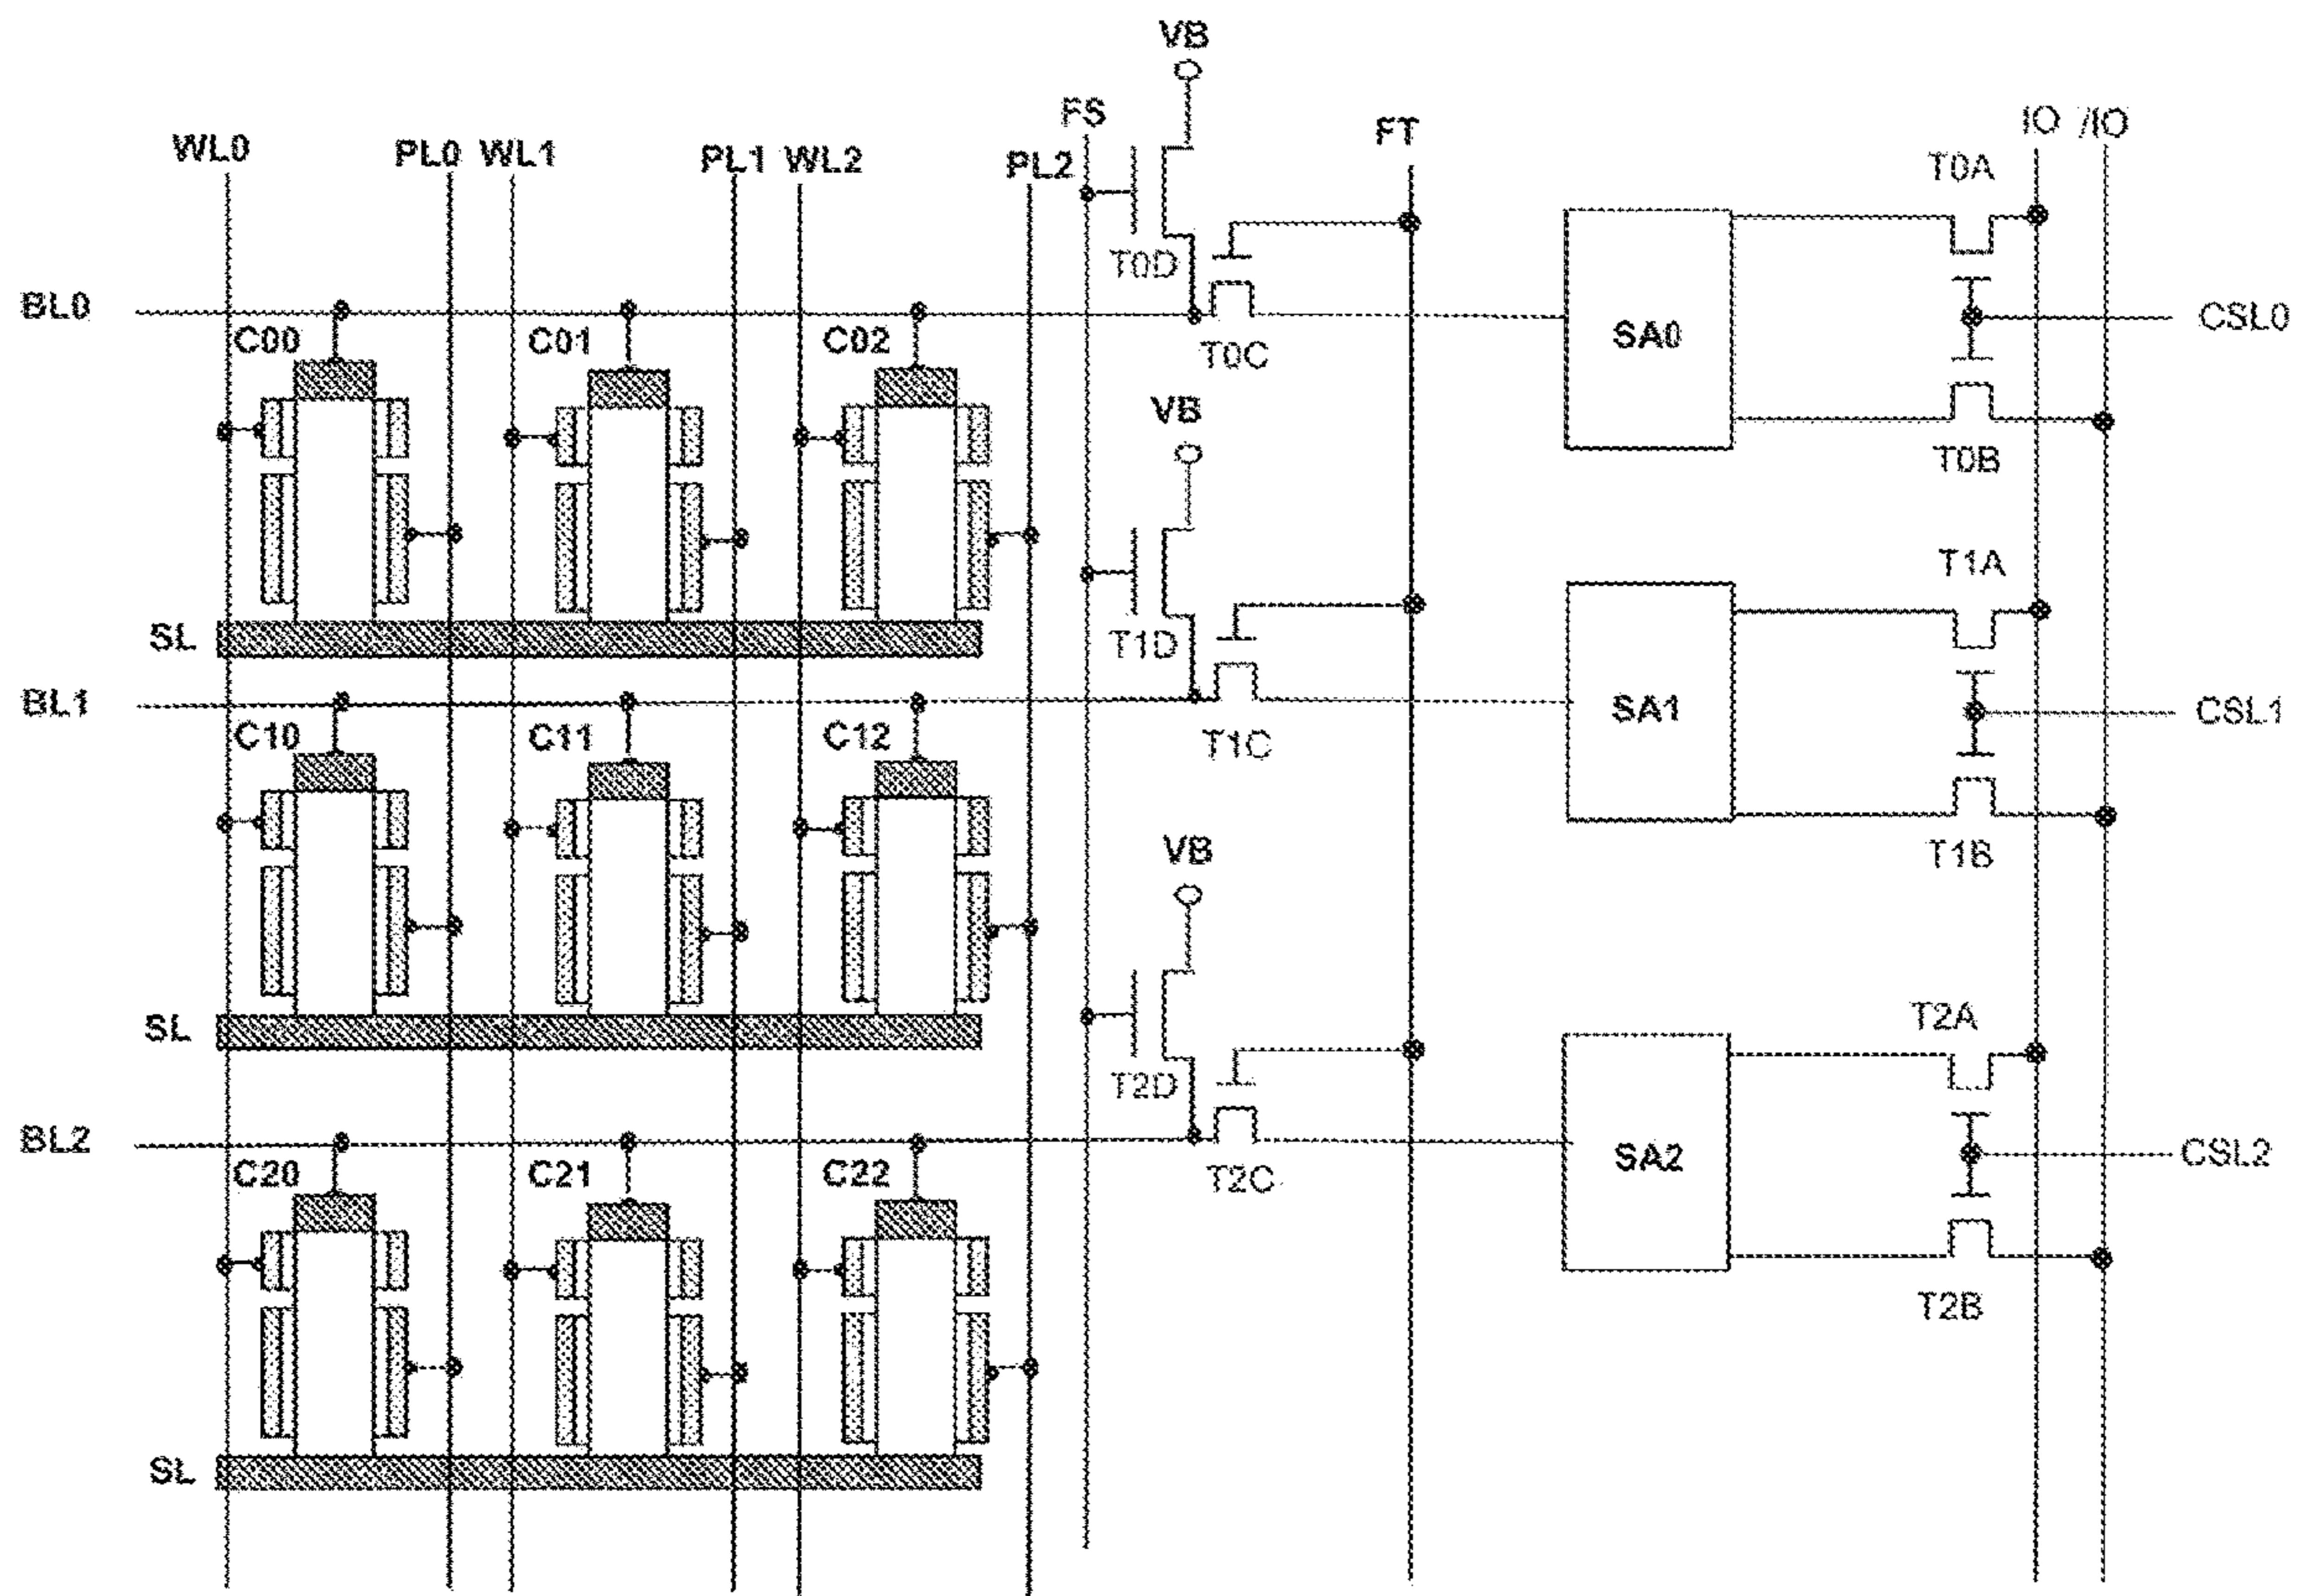 VB
WL0 PL0 WL1 PL1 WL2 PL2 FS FT IO /IO
T0A
T0D
BL0
C00 C01 C02
T0C
SA0
CSL0
VB
T0B
T1A
SL
T1D
BL1
C10 C11 C12
T1C
SA1
CSL1
VB
T1B
SL
T2D
T2A
BL2
C20 C21 C22
T2C
SA2
CSL2
T2B
SL